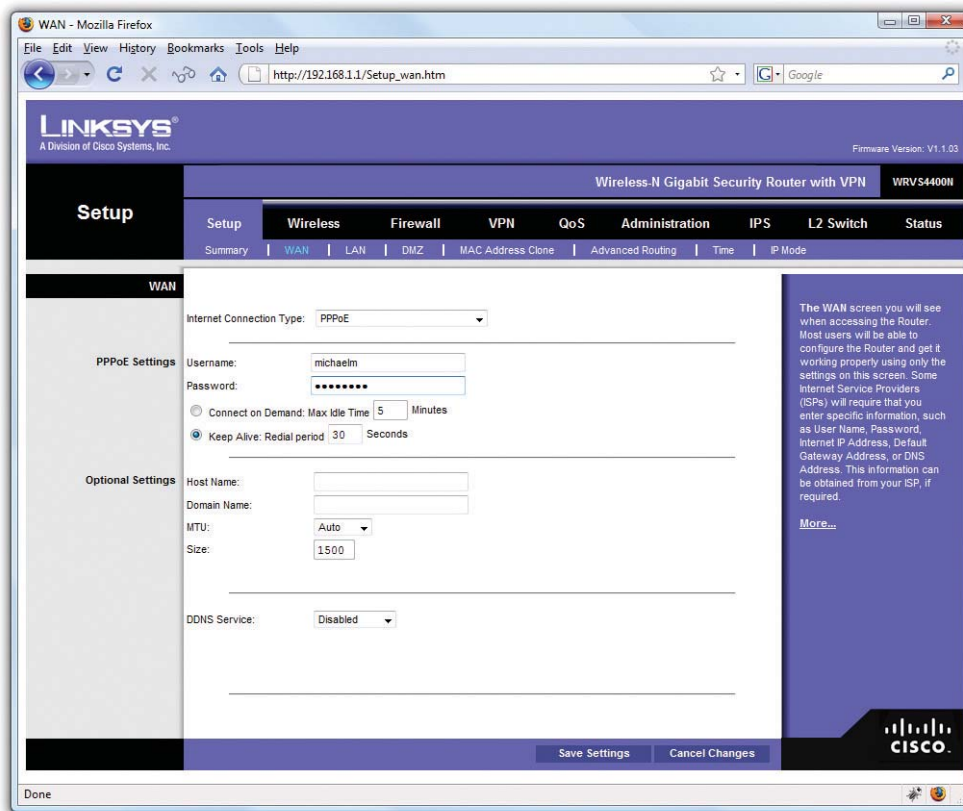 WAN - Mozilla Firefox
File Edit View History Bookmarks Tools Help
http://192.168.1.1/Setup_wan.htm
G Google
LINKSYS®
A Division of Cisco Systems, Inc.
Firmware Version: V1.1.03
Wireless-N Gigabit Security Router with VPN WRVS4400N
Setup
Setup Wireless Firewall VPN QoS Administration IPS L2 Switch Status
Summary | WAN | LAN | DMZ | MAC Address Clone | Advanced Routing | Time | IP Mode
WAN
Internet Connection Type: PPPoE
PPPoE Settings
Username: michaelm
Password: ••••••••
Connect on Demand: Max Idle Time 5 Minutes
Keep Alive: Redial period 30 Seconds
Optional Settings
Host Name:
Domain Name:
MTU: Auto
Size: 1500
DDNS Service: Disabled
The WAN screen you will see
when accessing the Router.
Most users will be able to
configure the Router and get it
working properly using only the
settings on this screen. Some
Internet Service Providers
(ISPs) will require that you
enter specific information, such
as User Name, Password,
Internet IP Address, Default
Gateway Address, or DNS
Address. This information can
be obtained from your ISP, if
required.
More...
Save Settings Cancel Changes
CISCO.
Done